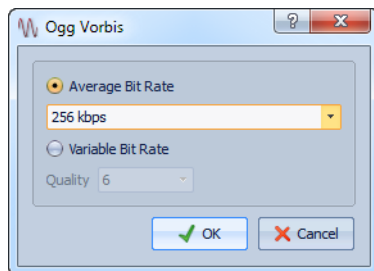 Ogg Vorbis
?
Average Bit Rate
256 kbps
Variable Bit Rate
Quality 6
OK Cancel